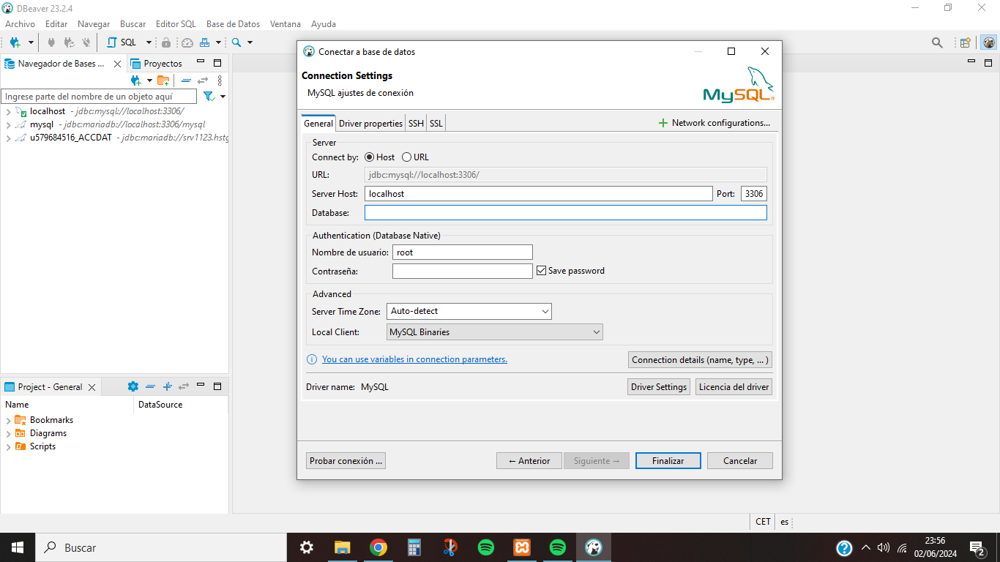 DBeaver 23.2.4
Archivo Editar Navegar Buscar Editor SQL Base de Datos Ventana Ayuda
SQL
Navegador de Bases ... Proyectos
Ingrese parte del nombre de un objeto aquí
localhost - jdbc:mysql://localhost:3306/
mysql - jdbc:mariadb://localhost:3306/mysql
u579684516_ACCDAT - jdbc:mariadb://srv1123.hstg
Project - General
Name DataSource
Bookmarks
Diagrams
Scripts
Conectar a base de datos
Connection Settings
MySQL ajustes de conexión
MySQL®
General Driver properties SSH SSL Network configurations...
Server
Connect by: Host URL
URL: jdbc:mysql://localhost:3306/
Server Host: localhost Port: 3306
Database:
Authentication (Database Native)
Nombre de usuario: root
Contraseña: Save password
Advanced
Server Time Zone: Auto-detect
Local Client: MySQL Binaries
You can use variables in connection parameters. Connection details (name, type, ... )
Driver name: MySQL Driver Settings Licencia del driver
Probar conexión ... ← Anterior Siguiente → Finalizar Cancelar
CET es
Buscar
23:56
02/06/2024
2